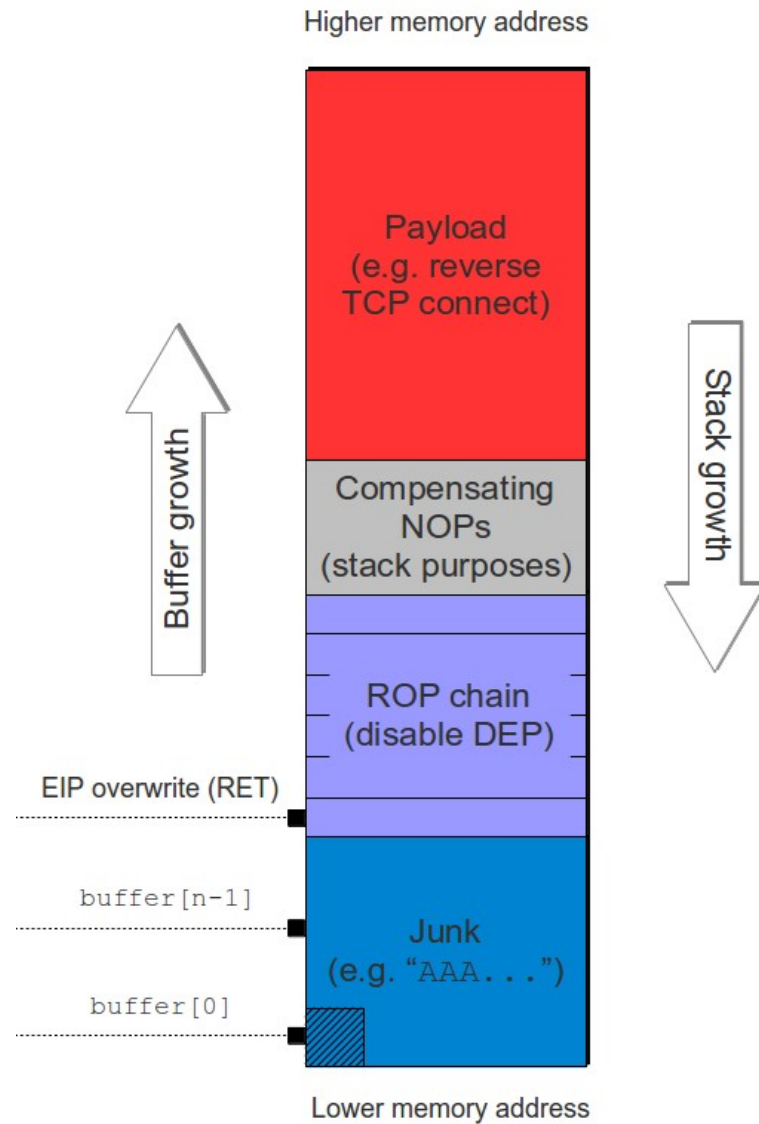 Higher memory address
Payload
(e.g. reverse
TCP connect)
Buffer growth
Stack growth
Compensating
NOPs
(stack purposes)
ROP chain
(disable DEP)
EIP overwrite (RET)
buffer[n-1]
Junk
(e.g. “AAA...”)
buffer[0]
Lower memory address